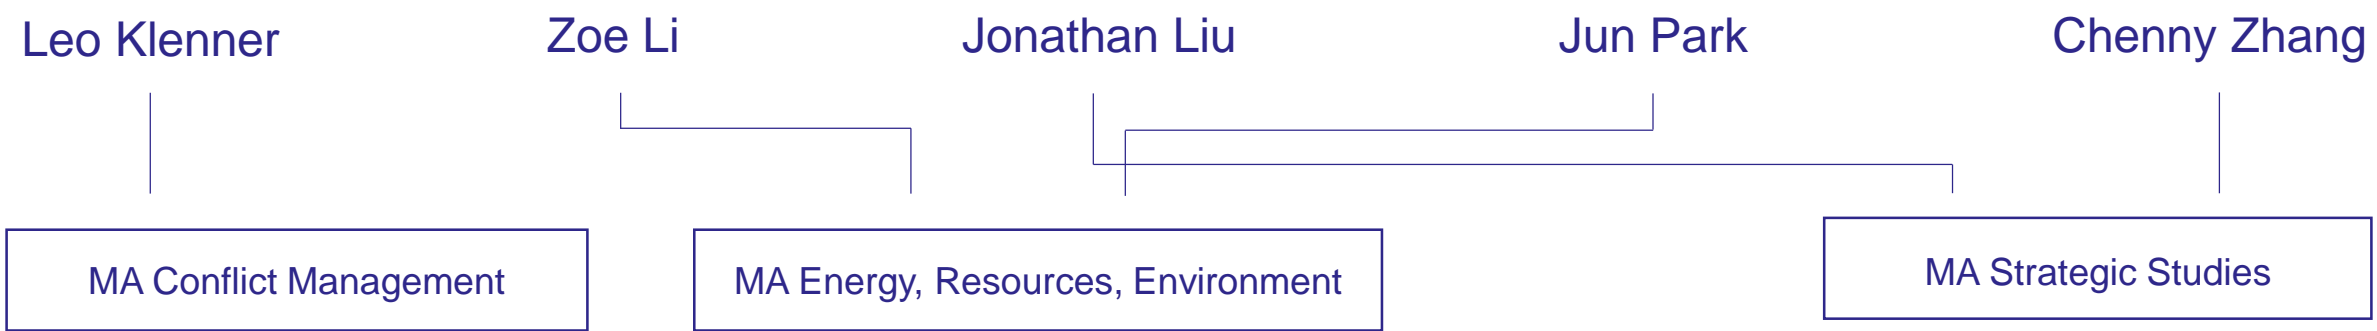 Leo Klenner
Zoe Li
Jonathan Liu
Jun Park
Chenny Zhang
MA Conflict Management
MA Energy, Resources, Environment
MA Strategic Studies